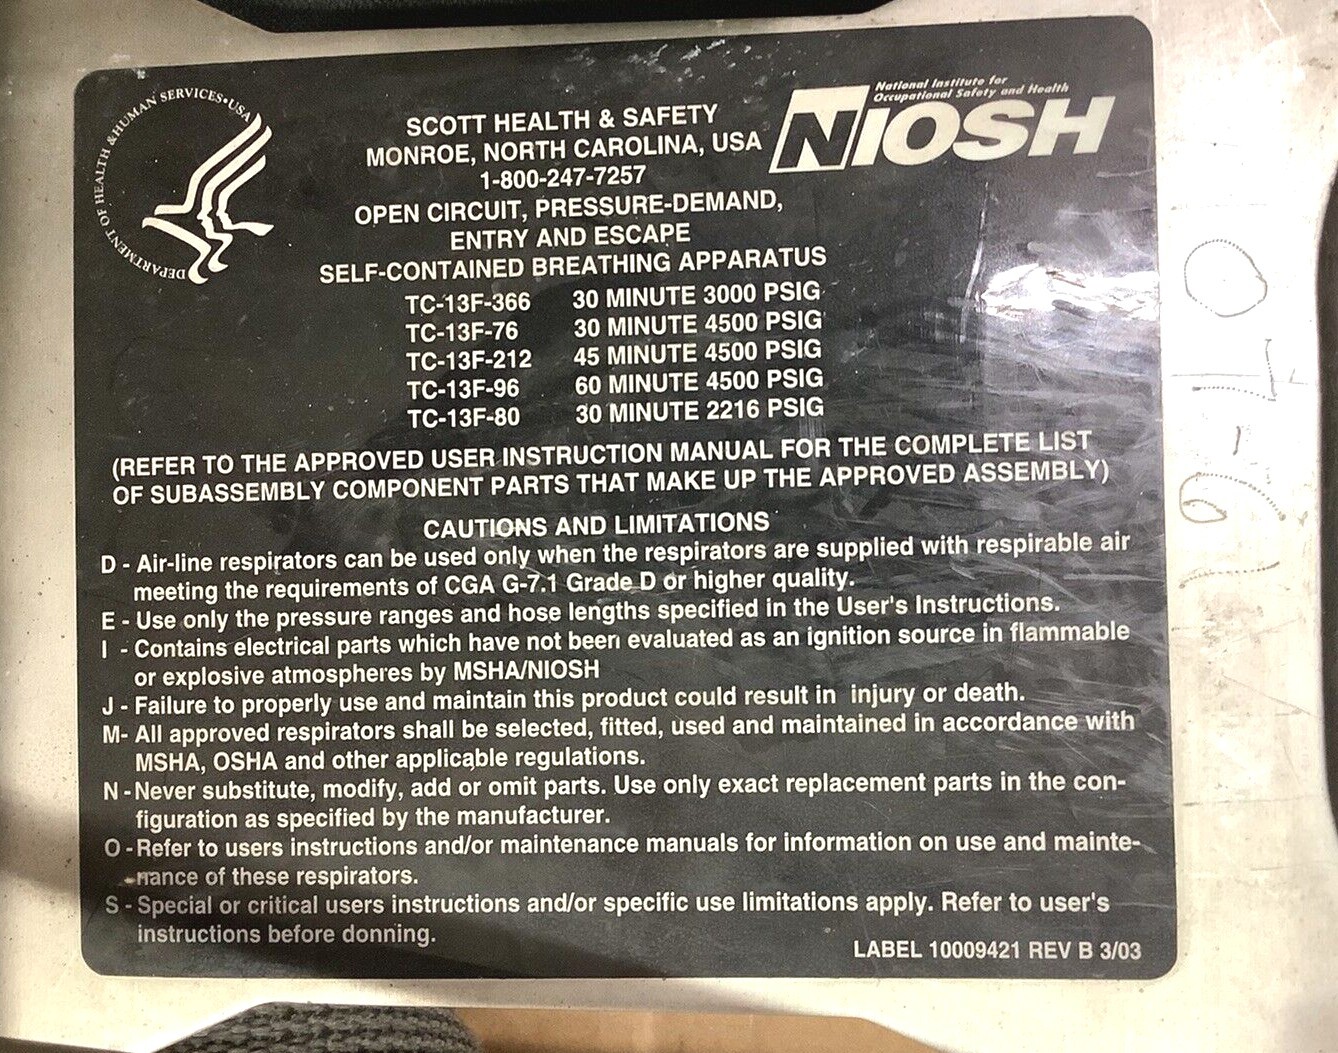 DEPARTMENT OF HEALTH & HUMAN SERVICES•USA
National Institute for
Occupational Safety and Health
NIOSH
SCOTT HEALTH & SAFETY
MONROE, NORTH CAROLINA, USA
1-800-247-7257
OPEN CIRCUIT, PRESSURE-DEMAND,
ENTRY AND ESCAPE
SELF-CONTAINED BREATHING APPARATUS
TC-13F-366 30 MINUTE 3000 PSIG
TC-13F-76 30 MINUTE 4500 PSIG
TC-13F-212 45 MINUTE 4500 PSIG
TC-13F-96 60 MINUTE 4500 PSIG
TC-13F-80 30 MINUTE 2216 PSIG
(REFER TO THE APPROVED USER INSTRUCTION MANUAL FOR THE COMPLETE LIST
OF SUBASSEMBLY COMPONENT PARTS THAT MAKE UP THE APPROVED ASSEMBLY)
CAUTIONS AND LIMITATIONS
D - Air-line respirators can be used only when the respirators are supplied with respirable air
meeting the requirements of CGA G-7.1 Grade D or higher quality.
E - Use only the pressure ranges and hose lengths specified in the User's Instructions.
I - Contains electrical parts which have not been evaluated as an ignition source in flammable
or explosive atmospheres by MSHA/NIOSH
J - Failure to properly use and maintain this product could result in injury or death.
M- All approved respirators shall be selected, fitted, used and maintained in accordance with
MSHA, OSHA and other applicable regulations.
N - Never substitute, modify, add or omit parts. Use only exact replacement parts in the con-
figuration as specified by the manufacturer.
O - Refer to users instructions and/or maintenance manuals for information on use and mainte-
nance of these respirators.
S - Special or critical users instructions and/or specific use limitations apply. Refer to user's
instructions before donning.
LABEL 10009421 REV B 3/03